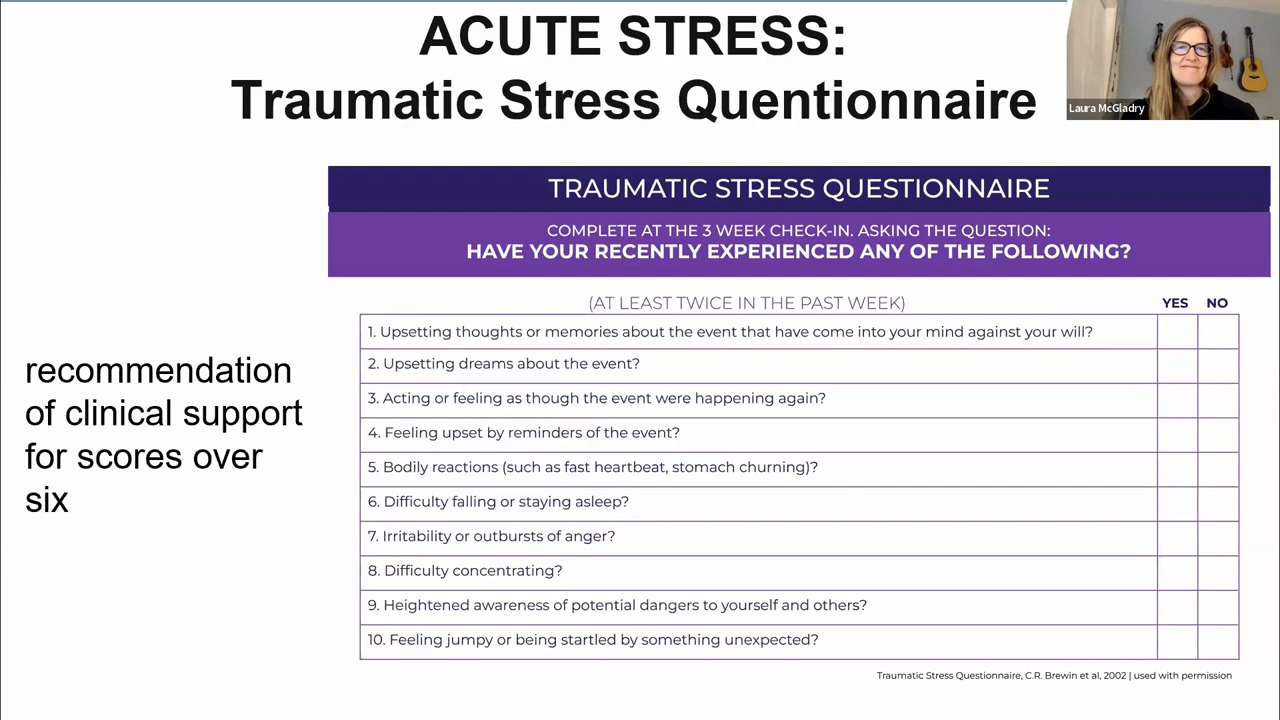 ACUTE STRESS:
Traumatic Stress Quentionnaire
Laura McGladry
TRAUMATIC STRESS QUESTIONNAIRE
COMPLETE AT THE 3 WEEK CHECK-IN. ASKING THE QUESTION:
HAVE YOUR RECENTLY EXPERIENCED ANY OF THE FOLLOWING?
(AT LEAST TWICE IN THE PAST WEEK) YES NO
1. Upsetting thoughts or memories about the event that have come into your mind against your will?
2. Upsetting dreams about the event?
3. Acting or feeling as though the event were happening again?
4. Feeling upset by reminders of the event?
5. Bodily reactions (such as fast heartbeat, stomach churning)?
6. Difficulty falling or staying asleep?
7. Irritability or outbursts of anger?
8. Difficulty concentrating?
9. Heightened awareness of potential dangers to yourself and others?
10. Feeling jumpy or being startled by something unexpected?
recommendation
of clinical support
for scores over
six
Traumatic Stress Questionnaire, C.R. Brewin et al, 2002 | used with permission